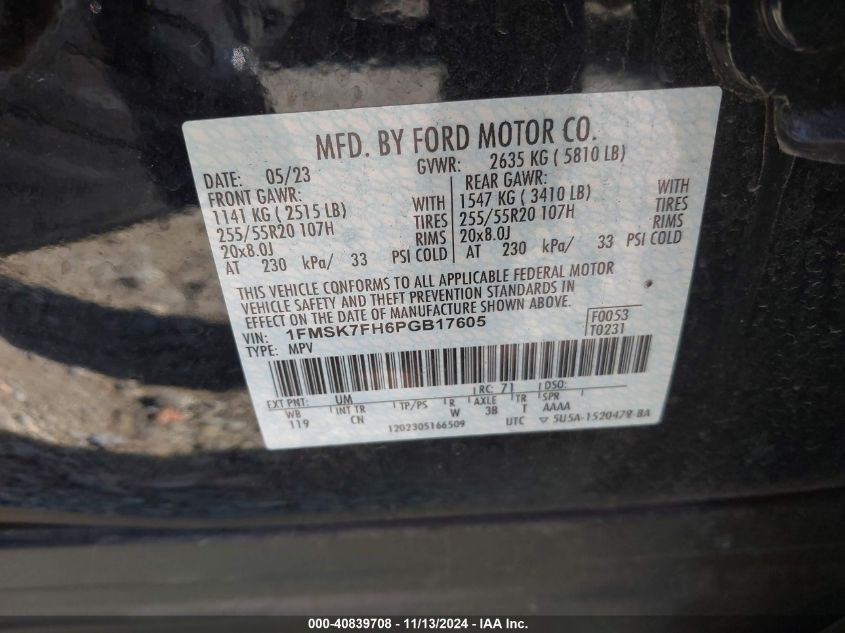 MFD. BY FORD MOTOR CO.
DATE: 05/23 GVWR: 2635 KG ( 5810 LB)
FRONT GAWR: REAR GAWR:
1141 KG ( 2515 LB) WITH 1547 KG ( 3410 LB) WITH
255/55R20 107H TIRES 255/55R20 107H TIRES
20x8.0J RIMS 20x8.0J RIMS
AT 230 kPa/ 33 PSI COLD AT 230 kPa/ 33 PSI COLD
THIS VEHICLE CONFORMS TO ALL APPLICABLE FEDERAL MOTOR
VEHICLE SAFETY AND THEFT PREVENTION STANDARDS IN
EFFECT ON THE DATE OF MANUFACTURE SHOWN ABOVE.
VIN: 1FMSK7FH6PGB17605 F0053
TYPE: MPV T0231
EXT PNT: UM RC: 71 DSO:
WB INT TR TP/PS R AXLE TR SPR
119 CN W 38 T AAAA
1202305166509 UTC ▽ 5U5A-1520472-BA
000-40839708 - 11/13/2024 - IAA Inc.